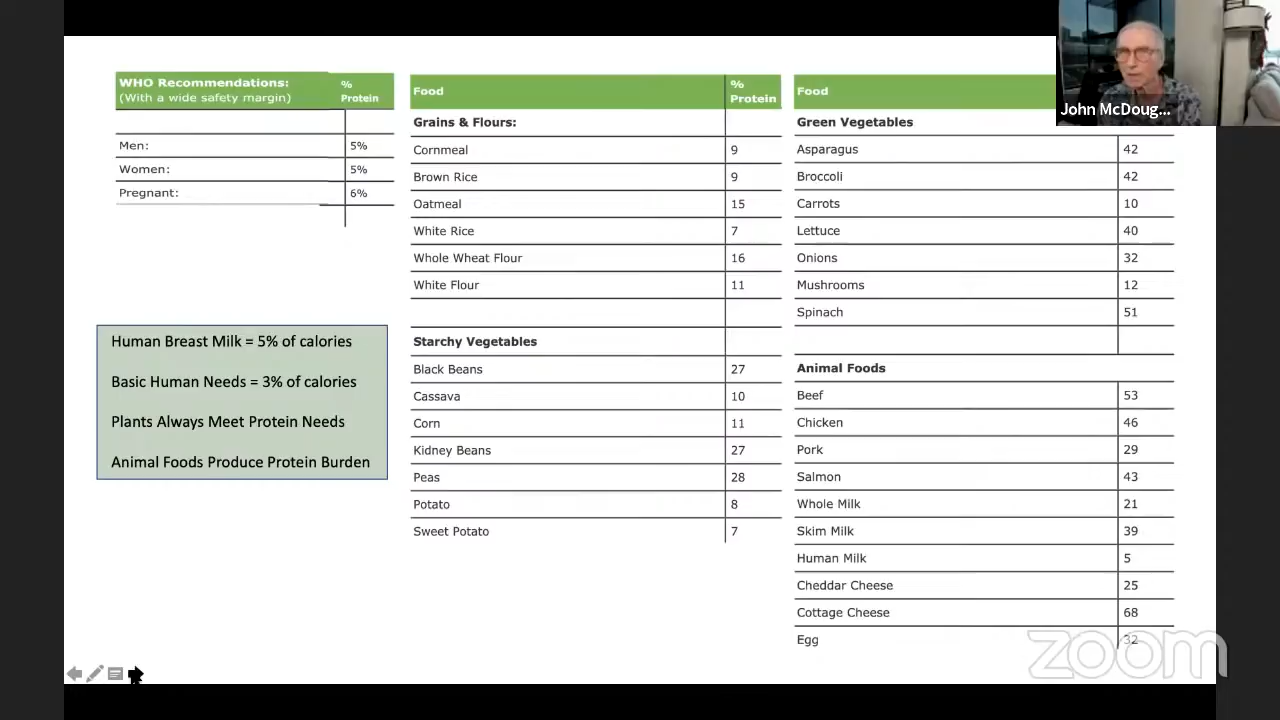 WHO Recommendations: % Protein
(With a wide safety margin)
Men: 5%
Women: 5%
Pregnant: 6%
Human Breast Milk = 5% of calories
Basic Human Needs = 3% of calories
Plants Always Meet Protein Needs
Animal Foods Produce Protein Burden
Food % Protein
Grains & Flours:
Cornmeal 9
Brown Rice 9
Oatmeal 15
White Rice 7
Whole Wheat Flour 16
White Flour 11
Starchy Vegetables
Black Beans 27
Cassava 10
Corn 11
Kidney Beans 27
Peas 28
Potato 8
Sweet Potato 7
Food
Green Vegetables
Asparagus 42
Broccoli 42
Carrots 10
Lettuce 40
Onions 32
Mushrooms 12
Spinach 51
Animal Foods
Beef 53
Chicken 46
Pork 29
Salmon 43
Whole Milk 21
Skim Milk 39
Human Milk 5
Cheddar Cheese 25
Cottage Cheese 68
Egg 32
John McDoug...
zoom